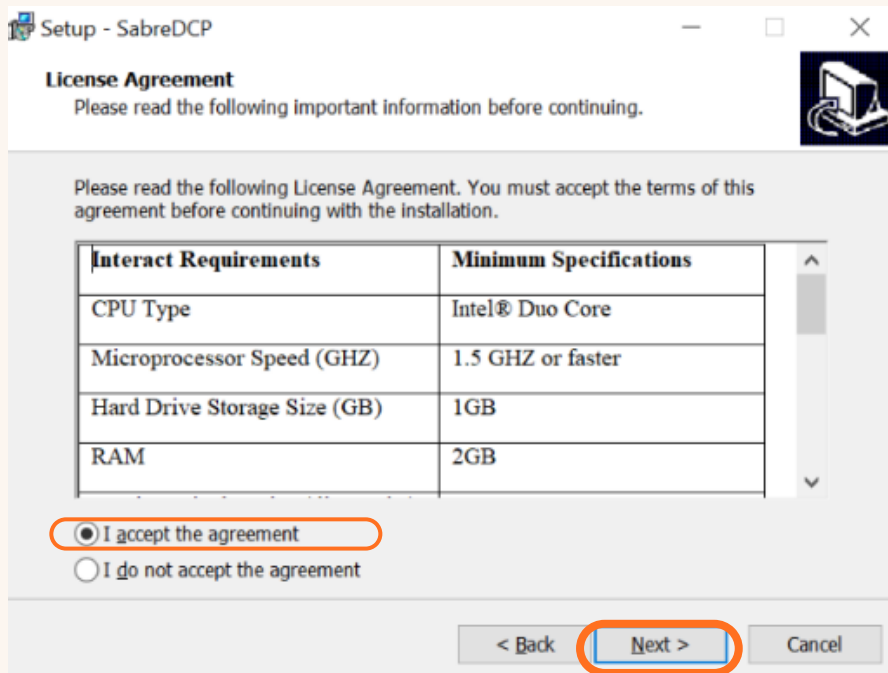 Setup - SabreDCP
License Agreement
Please read the following important information before continuing.
Please read the following License Agreement. You must accept the terms of this
agreement before continuing with the installation.
Interact Requirements Minimum Specifications
CPU Type Intel® Duo Core
Microprocessor Speed (GHZ) 1.5 GHZ or faster
Hard Drive Storage Size (GB) 1GB
RAM 2GB
I accept the agreement
I do not accept the agreement
< Back Next > Cancel